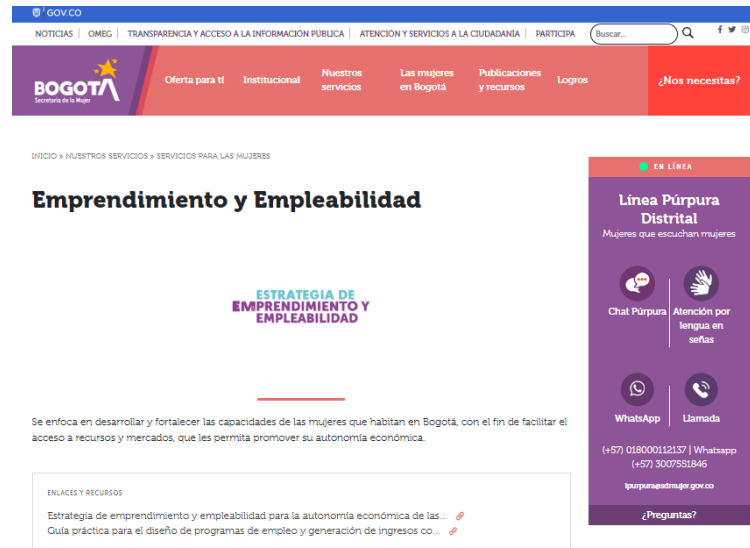 GOV.CO
NOTICIAS | OMEG | TRANSPARENCIA Y ACCESO A LA INFORMACIÓN PÚBLICA | ATENCIÓN Y SERVICIOS A LA CIUDADANÍA | PARTICIPA
Buscar...
BOGOTÁ
Secretaría de la Mujer
Oferta para tí
Institucional
Nuestros
servicios
Las mujeres
en Bogotá
Publicaciones
y recursos
Logros
¿Nos necesitas?
INICIO » NUESTROS SERVICIOS » SERVICIOS PARA LAS MUJERES
Emprendimiento y Empleabilidad
ESTRATEGIA DE
EMPRENDIMIENTO Y
EMPLEABILIDAD
Se enfoca en desarrollar y fortalecer las capacidades de las mujeres que habitan en Bogotá, con el fin de facilitar el
acceso a recursos y mercados, que les permita promover su autonomía económica.
ENLACES Y RECURSOS
Estrategia de emprendimiento y empleabilidad para la autonomía económica de las...
Guía práctica para el diseño de programas de empleo y generación de ingresos co...
EN LÍNEA
Línea Púrpura
Distrital
Mujeres que escuchan mujeres
Chat Púrpura
Atención por
lengua en
señas
WhatsApp
Llamada
(+57) 018000112137 | Whatsapp
(+57) 3007551846
lpurpura@sdmujer.gov.co
¿Preguntas?